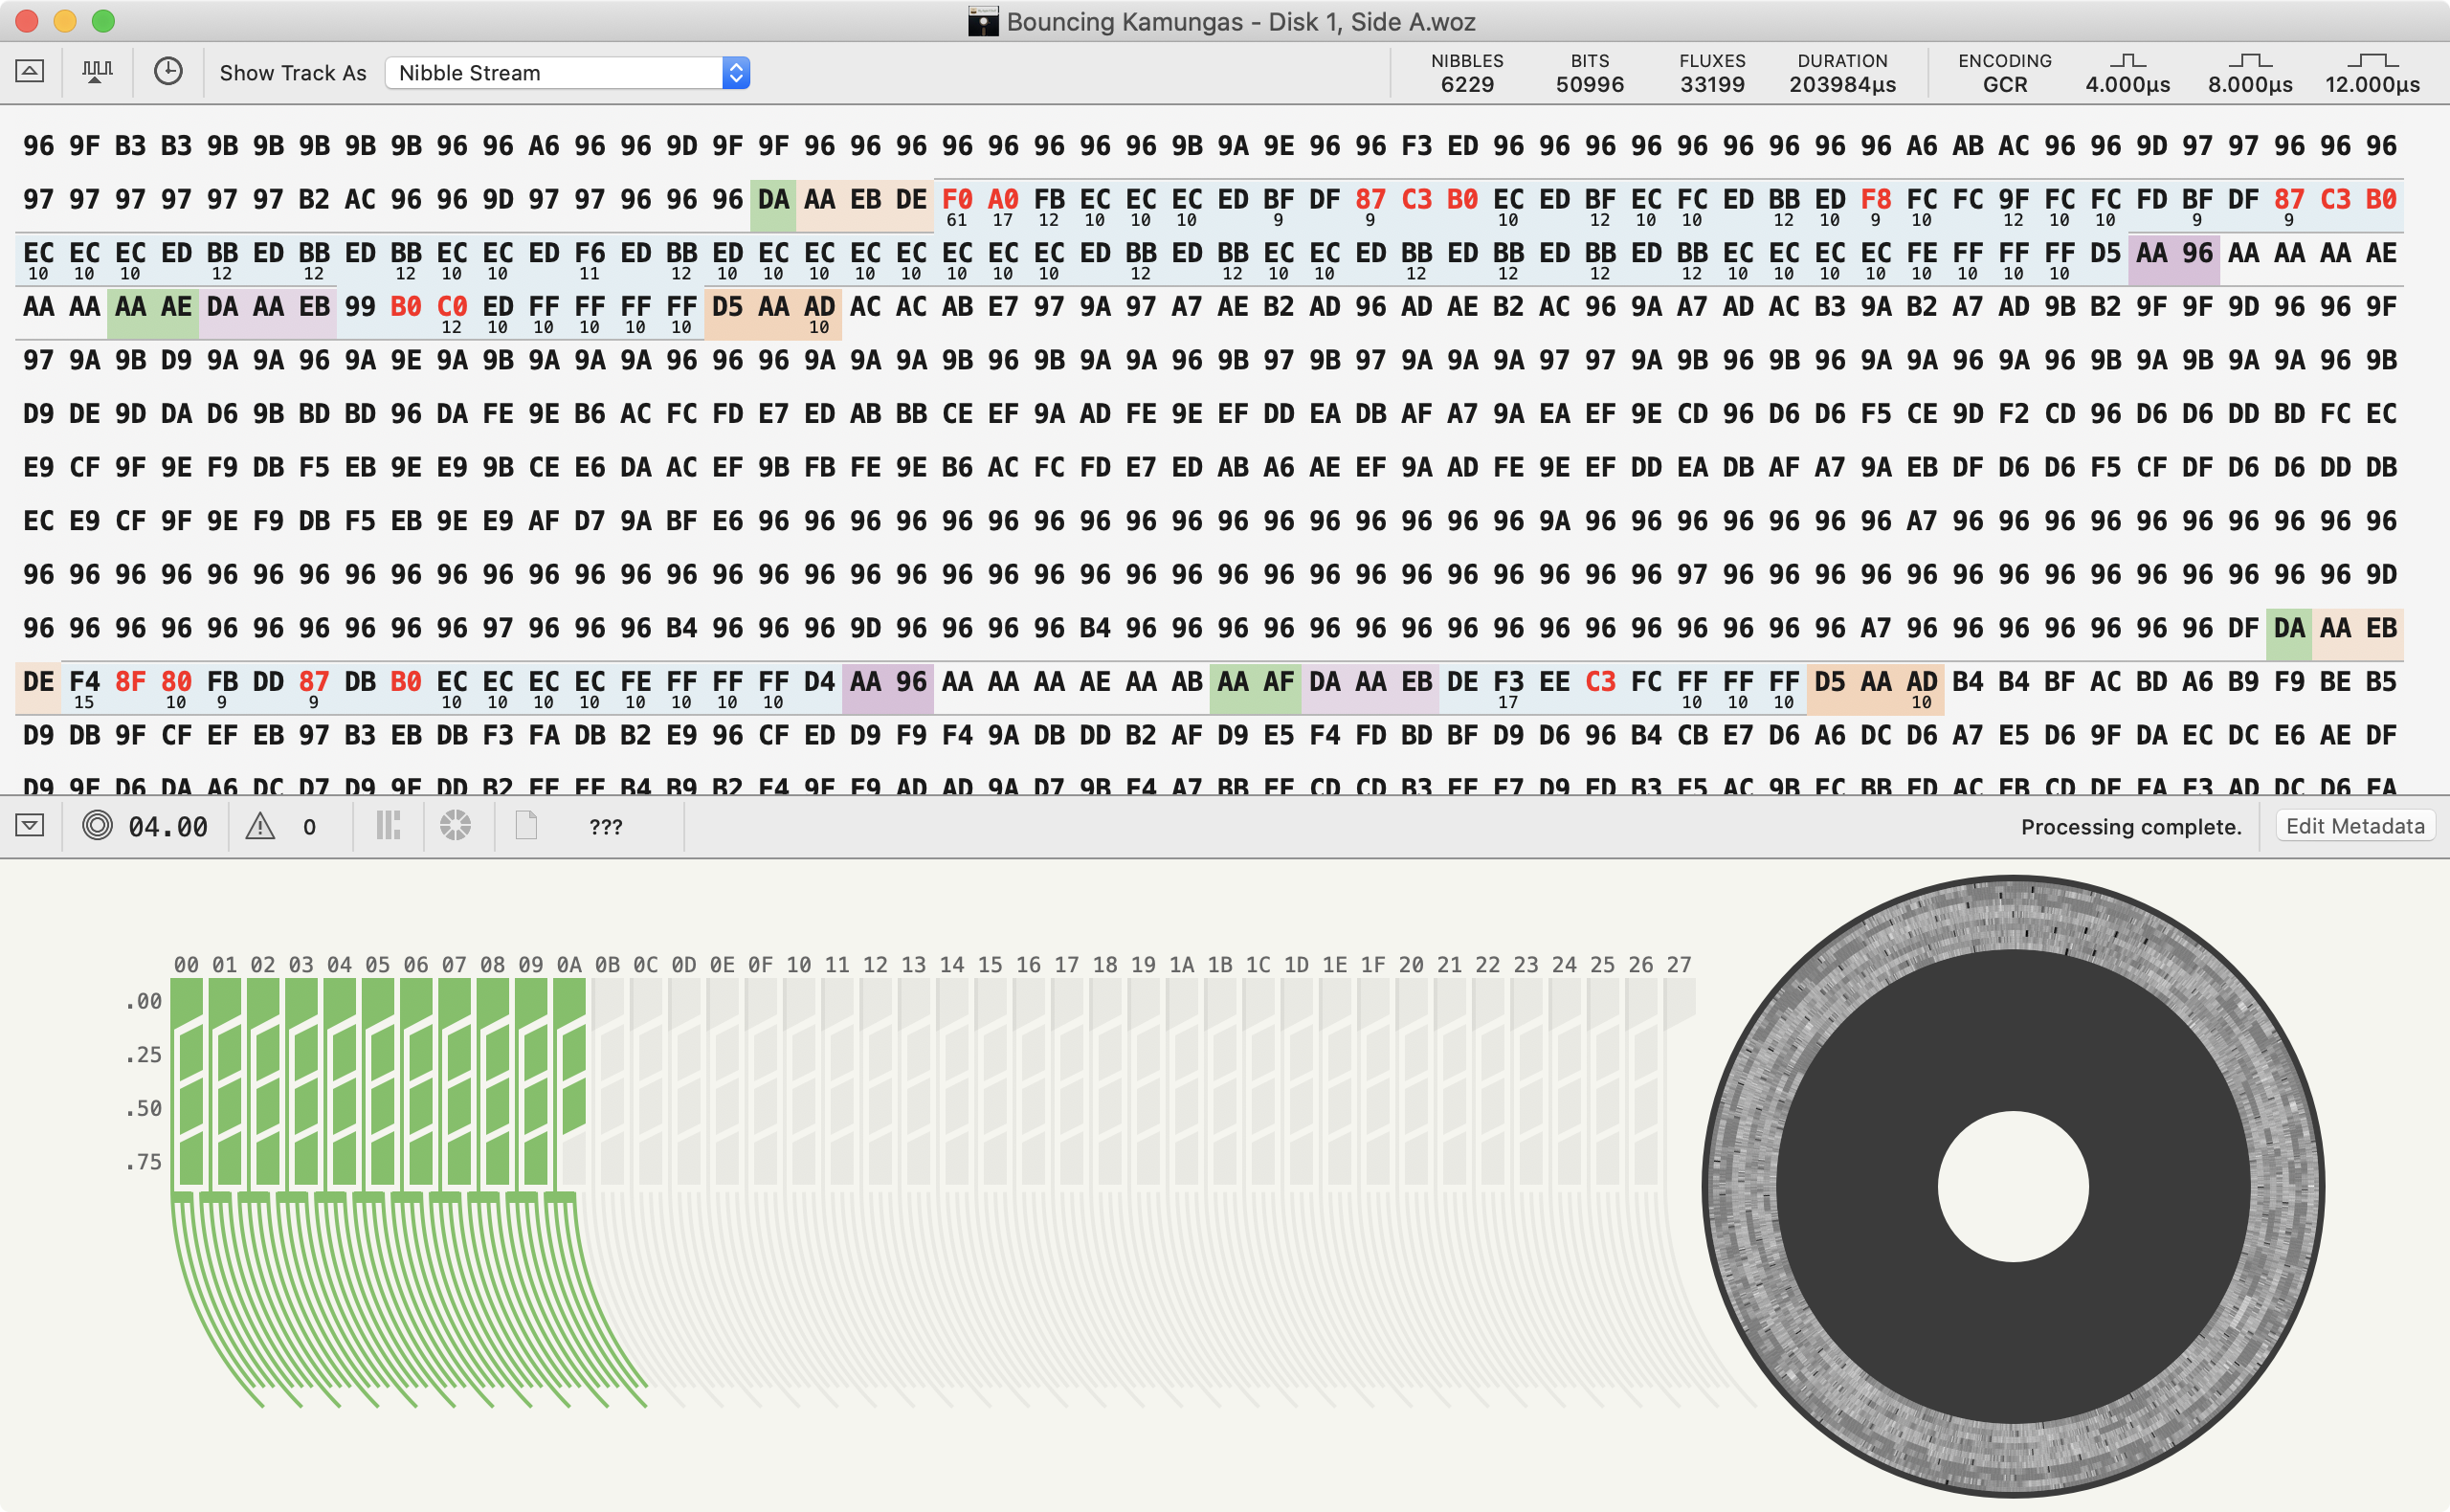 Bouncing Kamungas - Disk 1, Side A.woz
Show Track As Nibble Stream
NIBBLES BITS FLUXES DURATION ENCODING
6229 50996 33199 203984µs GCR 4.000µs 8.000µs 12.000µs
96 9F B3 B3 9B 9B 9B 9B 9B 96 96 A6 96 96 9D 9F 9F 96 96 96 96 96 96 96 96 9B 9A 9E 96 96 F3 ED 96 96 96 96 96 96 96 96 96 A6 AB AC 96 96 9D 97 97 96 96 96
97 97 97 97 97 97 B2 AC 96 96 9D 97 97 96 96 96 DA AA EB DE F0 A0 FB EC EC EC ED BF DF 87 C3 B0 EC ED BF EC FC ED BB ED F8 FC FC 9F FC FC FD BF DF 87 C3 B0
61 17 12 10 10 10 9 9 10 12 10 10 12 10 9 10 12 10 10 9 9
EC EC EC ED BB ED BB ED BB EC EC ED F6 ED BB ED EC EC EC EC EC EC EC ED BB ED BB EC EC ED BB ED BB ED BB ED BB EC EC EC EC FE FF FF FF D5 AA 96 AA AA AA AE
10 10 10 12 12 12 10 10 11 12 10 10 10 10 10 10 10 10 12 12 10 10 12 12 12 12 10 10 10 10 10 10 10 10
AA AA AA AE DA AA EB 99 B0 C0 ED FF FF FF FF D5 AA AD AC AC AB E7 97 9A 97 A7 AE B2 AD 96 AD AE B2 AC 96 9A A7 AD AC B3 9A B2 A7 AD 9B B2 9F 9F 9D 96 96 9F
12 10 10 10 10 10 10
97 9A 9B D9 9A 9A 96 9A 9E 9A 9B 9A 9A 9A 96 96 96 9A 9A 9A 9B 96 9B 9A 9A 96 9B 97 9B 97 9A 9A 9A 97 97 9A 9B 96 9B 96 9A 9A 96 9A 96 9B 9A 9B 9A 9A 96 9B
D9 DE 9D DA D6 9B BD BD 96 DA FE 9E B6 AC FC FD E7 ED AB BB CE EF 9A AD FE 9E EF DD EA DB AF A7 9A EA EF 9E CD 96 D6 D6 F5 CE 9D F2 CD 96 D6 D6 DD BD FC EC
E9 CF 9F 9E F9 DB F5 EB 9E E9 9B CE E6 DA AC EF 9B FB FE 9E B6 AC FC FD E7 ED AB A6 AE EF 9A AD FE 9E EF DD EA DB AF A7 9A EB DF D6 D6 F5 CF DF D6 D6 DD DB
EC E9 CF 9F 9E F9 DB F5 EB 9E E9 AF D7 9A BF E6 96 96 96 96 96 96 96 96 96 96 96 96 96 96 96 96 96 9A 96 96 96 96 96 96 96 A7 96 96 96 96 96 96 96 96 96 96
96 96 96 96 96 96 96 96 96 96 96 96 96 96 96 96 96 96 96 96 96 96 96 96 96 96 96 96 96 96 96 96 96 96 96 96 97 96 96 96 96 96 96 96 96 96 96 96 96 96 96 9D
96 96 96 96 96 96 96 96 96 96 97 96 96 96 B4 96 96 96 9D 96 96 96 96 B4 96 96 96 96 96 96 96 96 96 96 96 96 96 96 96 96 A7 96 96 96 96 96 96 96 DF DA AA EB
DE F4 8F 80 FB DD 87 DB B0 EC EC EC EC FE FF FF FF D4 AA 96 AA AA AA AE AA AB AA AF DA AA EB DE F3 EE C3 FC FF FF FF D5 AA AD B4 B4 BF AC BD A6 B9 F9 BE B5
15 10 9 9 10 10 10 10 10 10 10 10 17 10 10 10 10
D9 DB 9F CF EF EB 97 B3 EB DB F3 FA DB B2 E9 96 CF ED D9 F9 F4 9A DB DD B2 AF D9 E5 F4 FD BD BF D9 D6 96 B4 CB E7 D6 A6 DC D6 A7 E5 D6 9F DA EC DC E6 AE DF
04.00 0 ??? Processing complete. Edit Metadata
00 01 02 03 04 05 06 07 08 09 0A 0B 0C 0D 0E 0F 10 11 12 13 14 15 16 17 18 19 1A 1B 1C 1D 1E 1F 20 21 22 23 24 25 26 27
.00
.25
.50
.75